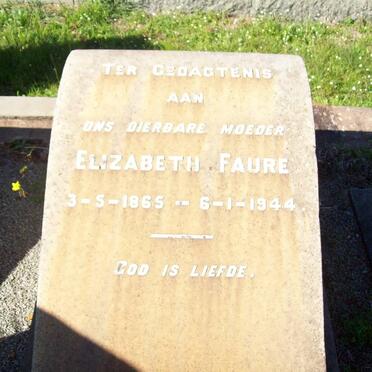 TER GEDAGTENIS
AAN
ONS DIERBARE MOEDER
ELIZABETH FAURE
3-5-1865 - 6-1-1944.
GOD IS LIEFDE.